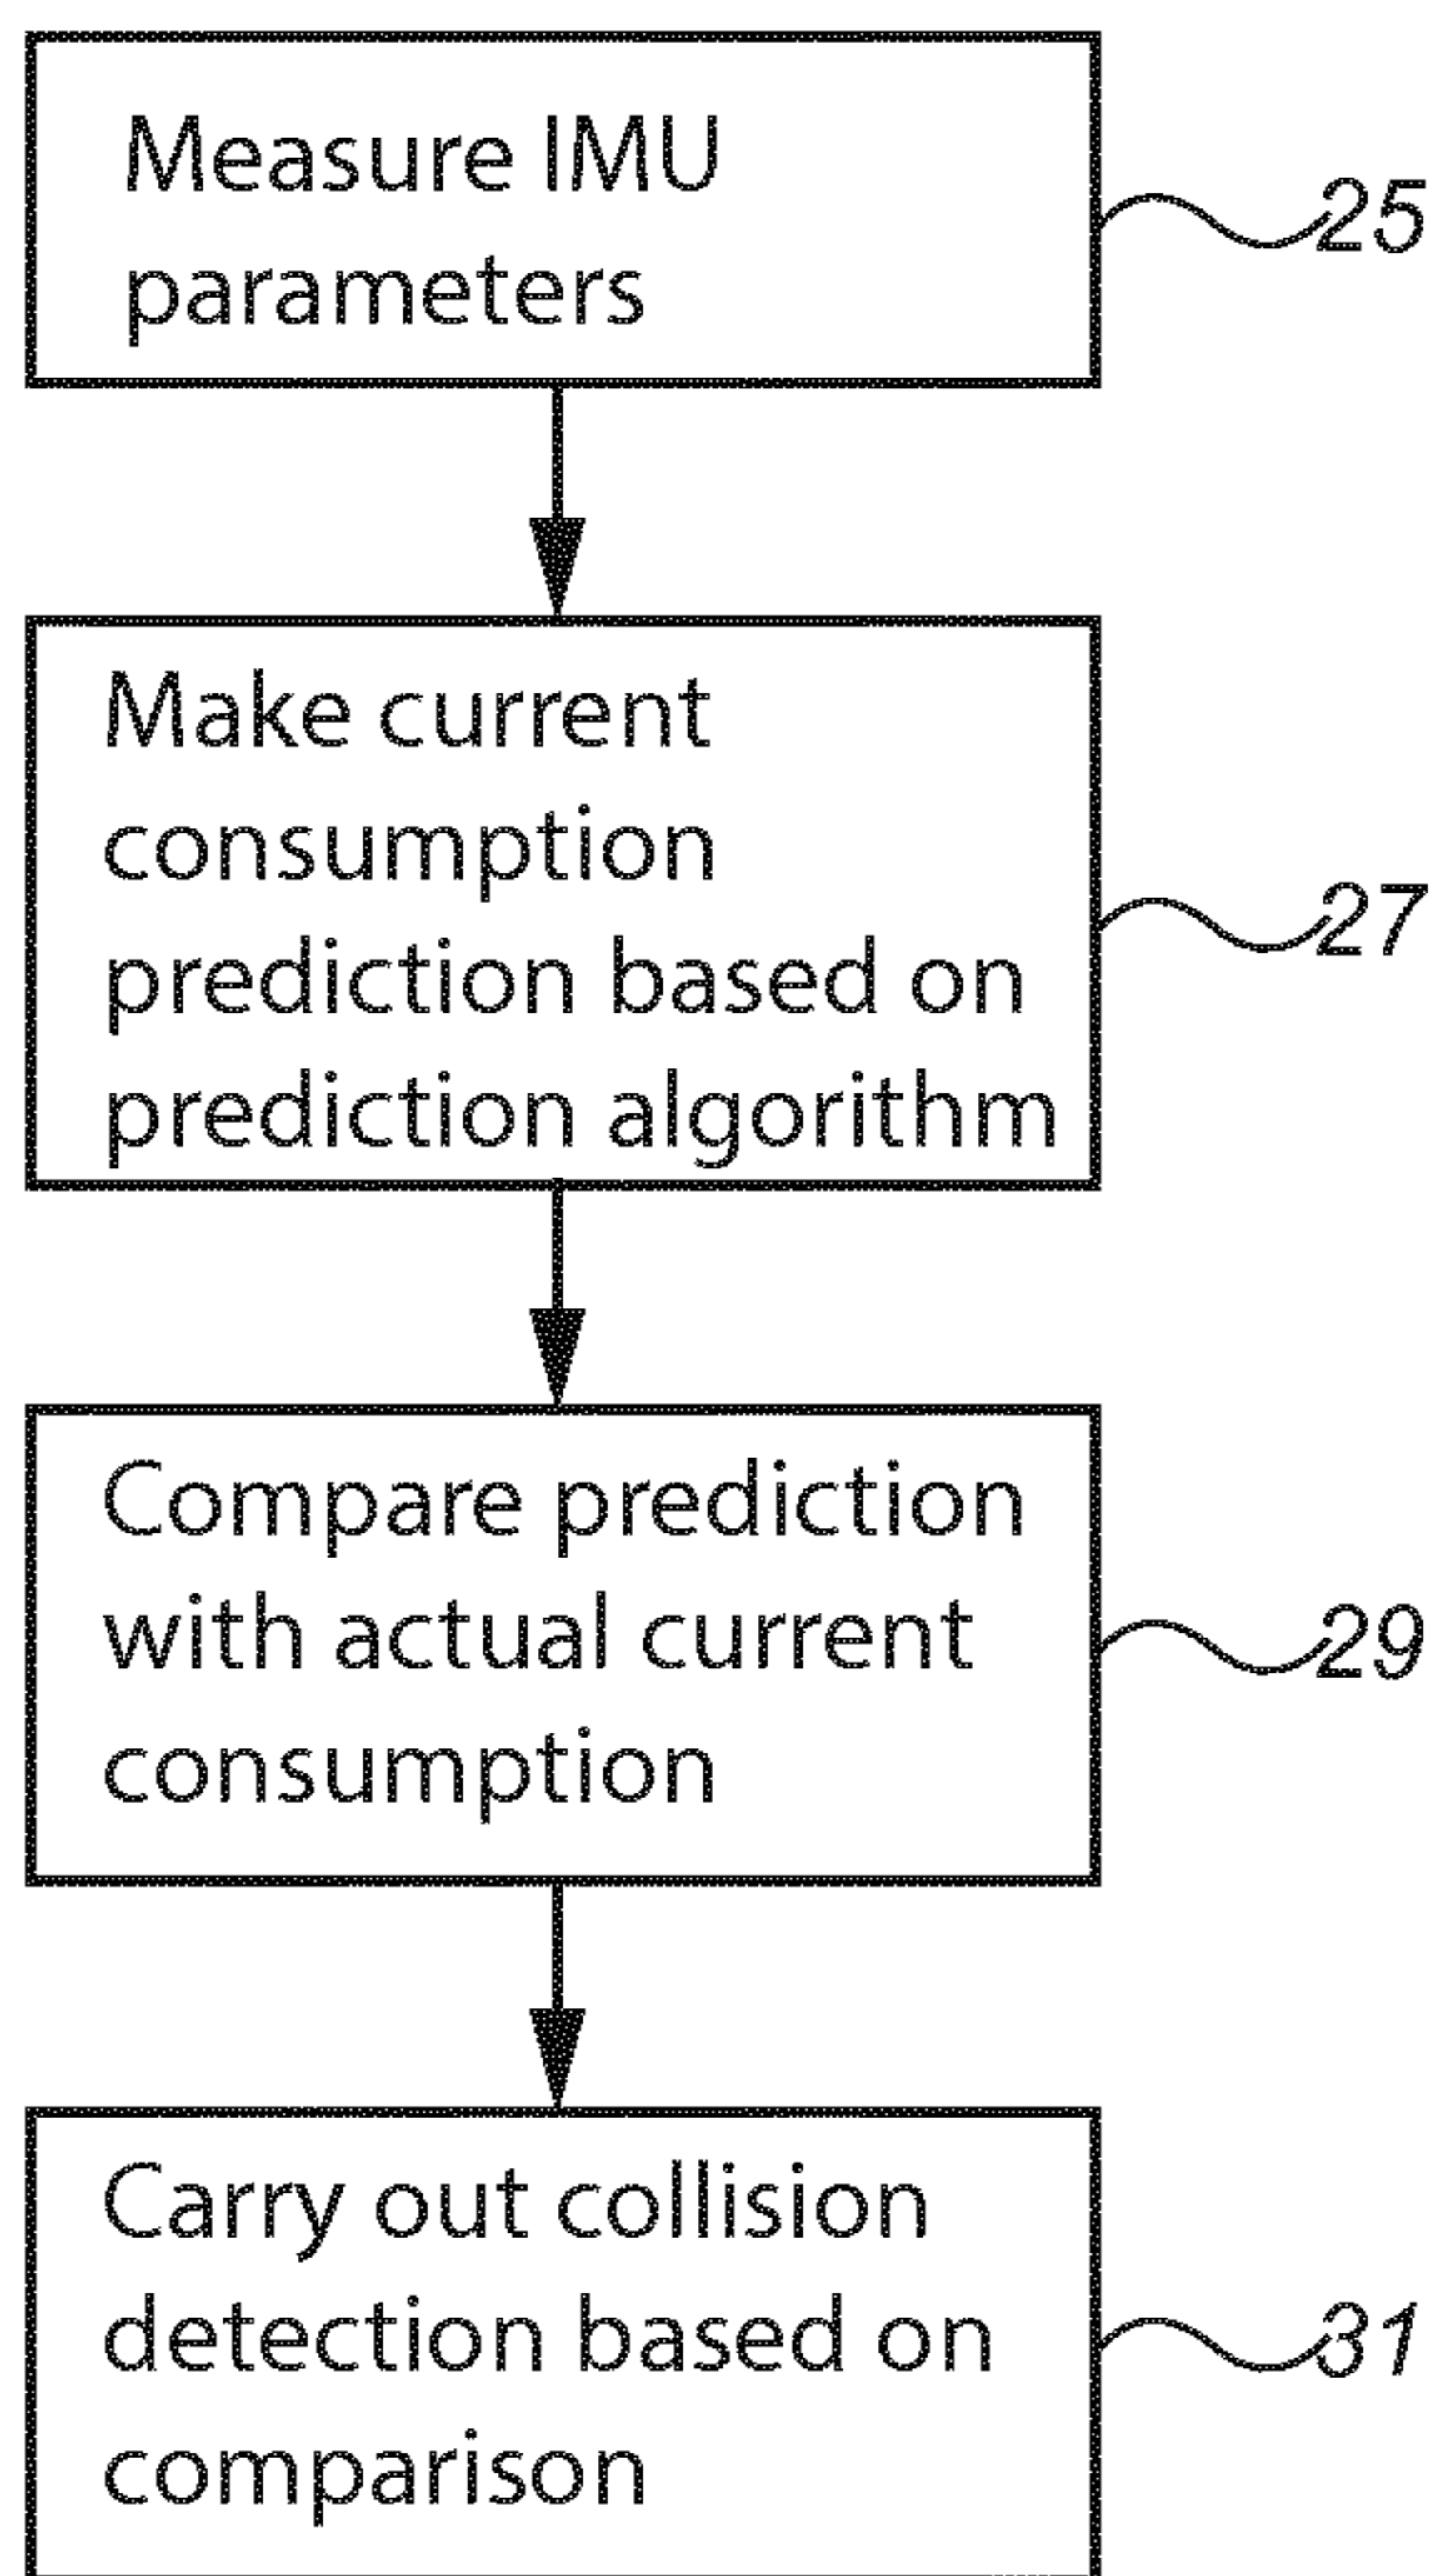 Measure IMU
parameters
25
Make current
consumption
prediction based on
prediction algorithm
27
Compare prediction
with actual current
consumption
29
Carry out collision
detection based on
comparison
31